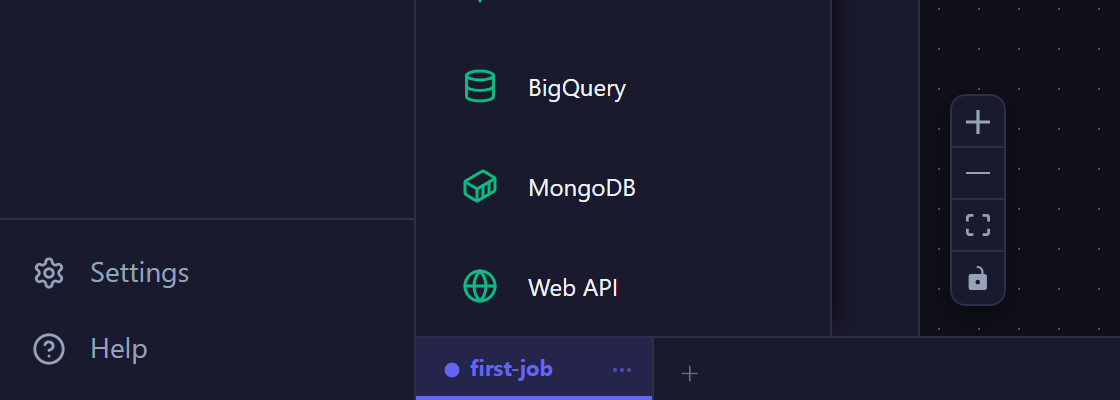 BigQuery
MongoDB
Web API
Settings
Help
first-job